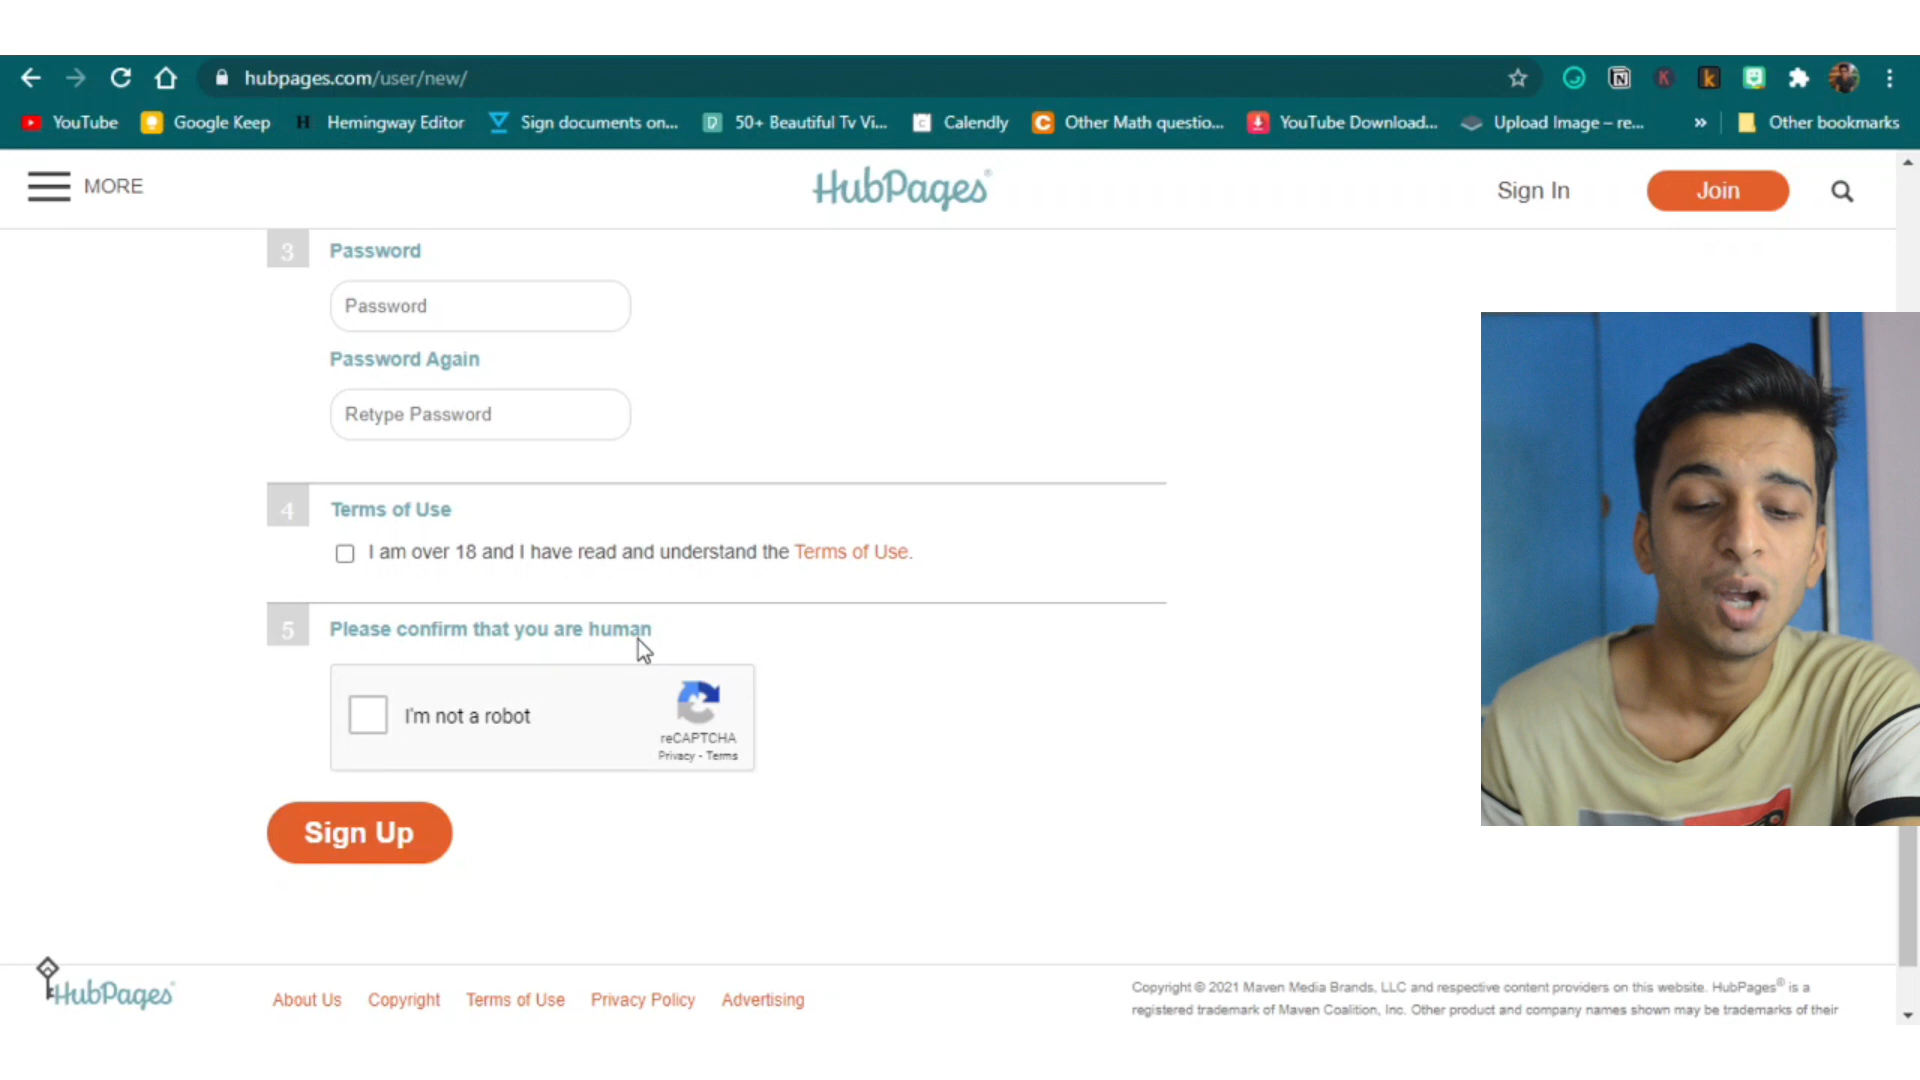 hubpages.com/user/new/
YouTube Google Keep Hemingway Editor Sign documents on... 50+ Beautiful Tv Vi... Calendly Other Math questio... YouTube Download... Upload Image – re... » Other bookmarks
MORE HubPages® Sign In Join
3 Password
Password
Password Again
Retype Password
4 Terms of Use
I am over 18 and I have read and understand the Terms of Use.
5 Please confirm that you are human
I'm not a robot
reCAPTCHA
Privacy - Terms
Sign Up
HubPages® About Us Copyright Terms of Use Privacy Policy Advertising
Copyright © 2021 Maven Media Brands, LLC and respective content providers on this website. HubPages® is a
registered trademark of Maven Coalition, Inc. Other product and company names shown may be trademarks of their